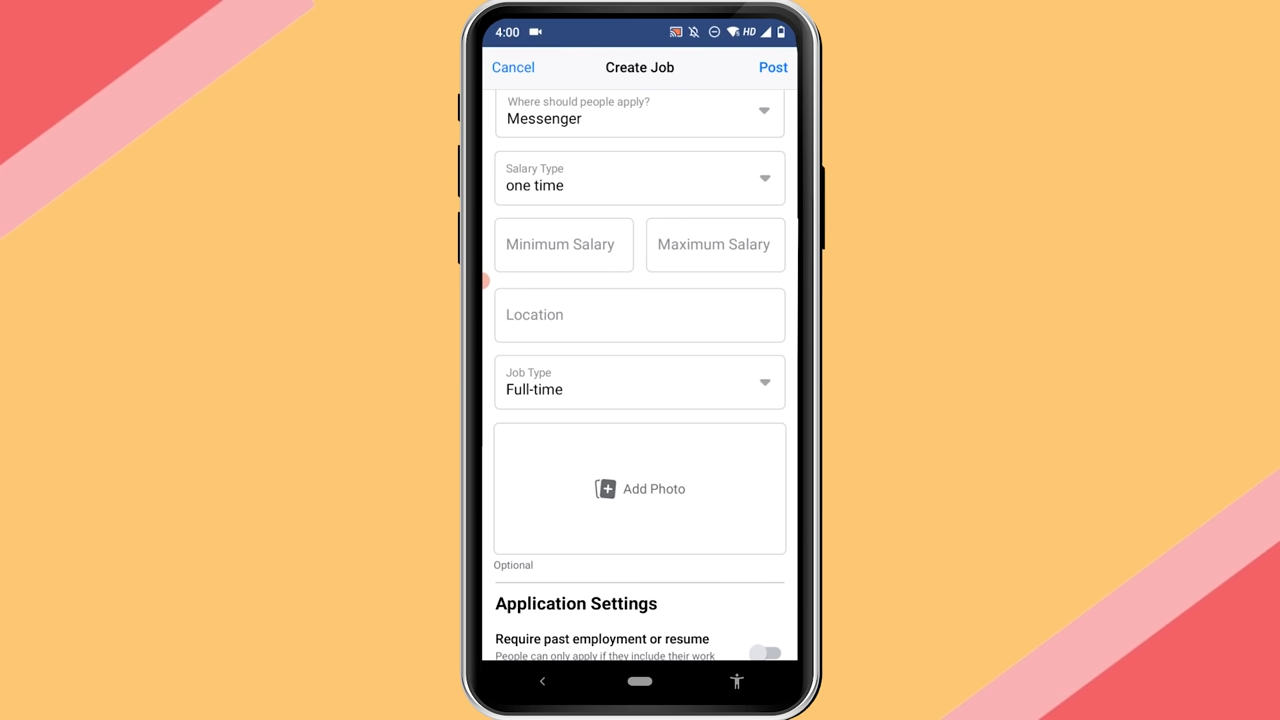 4:00 HD
Cancel Create Job Post
Where should people apply?
Messenger
Salary Type
one time
Minimum Salary Maximum Salary
Location
Job Type
Full-time
Add Photo
Optional
Application Settings
Require past employment or resume
People can only apply if they include their work